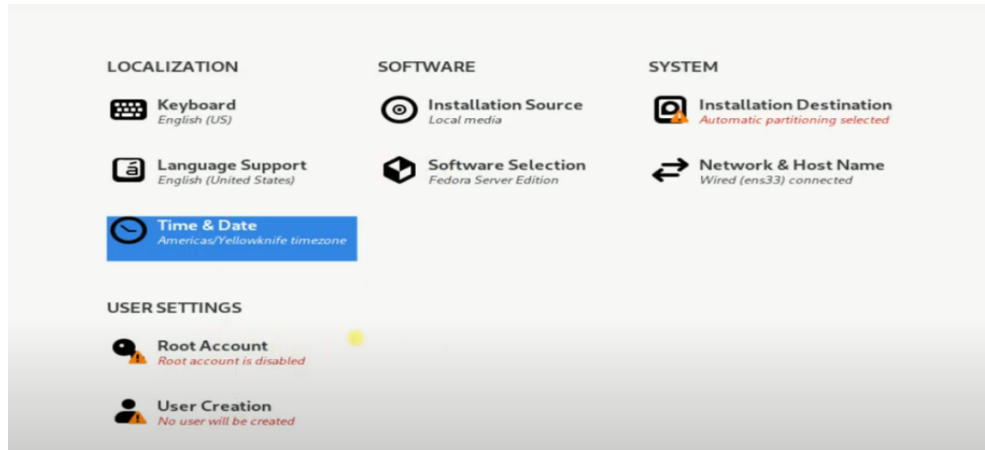 LOCALIZATION
Keyboard
English (US)
Language Support
English (United States)
Time & Date
Americas/Yellowknife timezone
SOFTWARE
Installation Source
Local media
Software Selection
Fedora Server Edition
SYSTEM
Installation Destination
Automatic partitioning selected
Network & Host Name
Wired (ens33) connected
USER SETTINGS
Root Account
Root account is disabled
User Creation
No user will be created